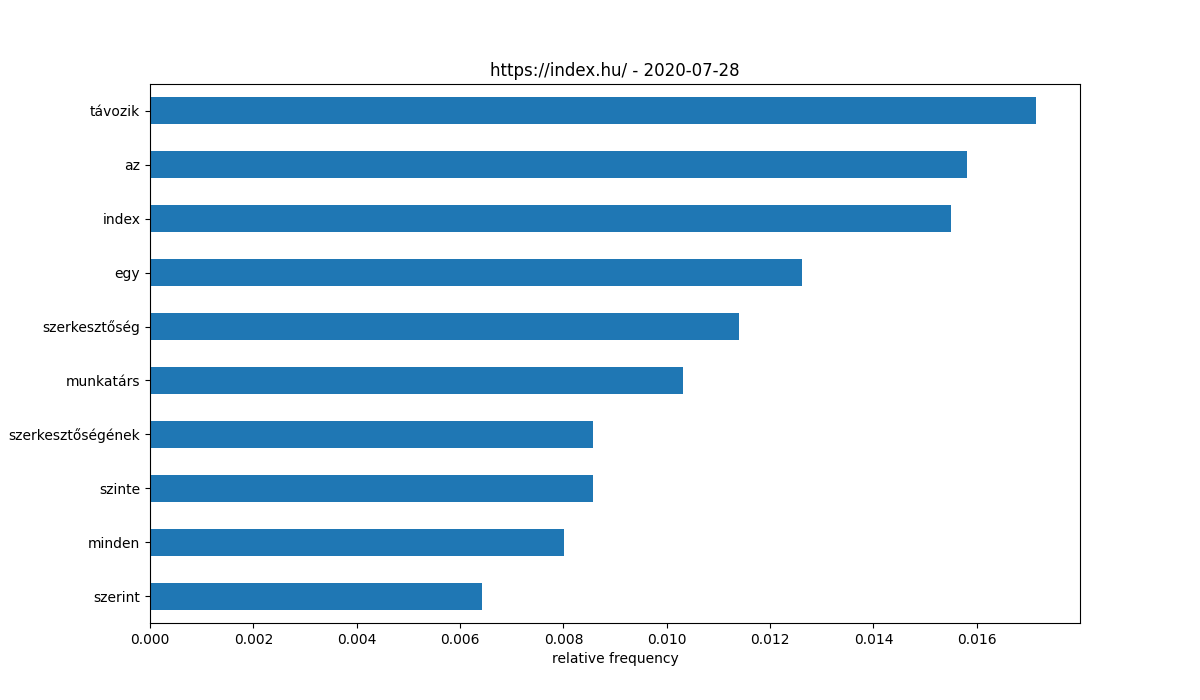 https://index.hu/ - 2020-07-28
távozik
az
index
egy
szerkesztőség
munkatárs
szerkesztőségének
szinte
minden
szerint
0.000 0.002 0.004 0.006 0.008 0.010 0.012 0.014 0.016
relative frequency